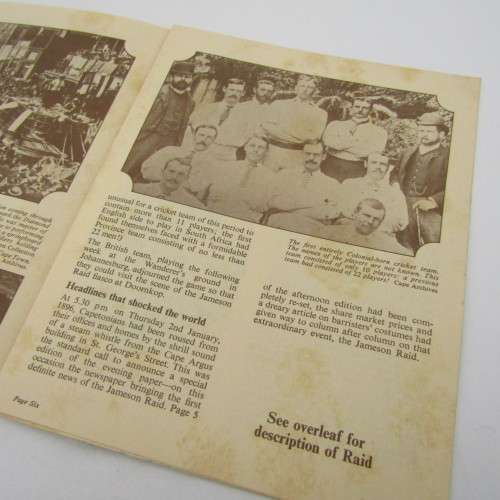 unusual for a cricket team of this period to
contain more than 11 players; the first
English side to play in South Africa had
found themselves faced with a formidable
Province team consisting of no less than
22 men!)
The British team, playing the following
week at the Wanderer's ground in
Johannesburg, adjourned the game so that
they could visit the scene of the Jameson
Raid fiasco at Doornkop.
Headlines that shocked the world
At 5.30 pm on Thursday 2nd January,
1896, Capetonians had been roused from
their offices and homes by the shrill sound
of a steam whistle from the Cape Argus
building in St. George's Street. This was
the standard call to announce a special
edition of the evening paper—on this
occasion the newspaper bringing the first
definite news of the Jameson Raid. Page 5
Page Six
The first entirely Colonial-born cricket team.
The names of the players are not known. This
team consisted of only 16 players; a previous
team had consisted of 22 players! Cape Archives
of the afternoon edition had been com-
pletely re-set, the share market prices and
a dreary article on barristers' costumes had
given way to column after column on that
extraordinary event, the Jameson Raid.
See overleaf for
description of Raid